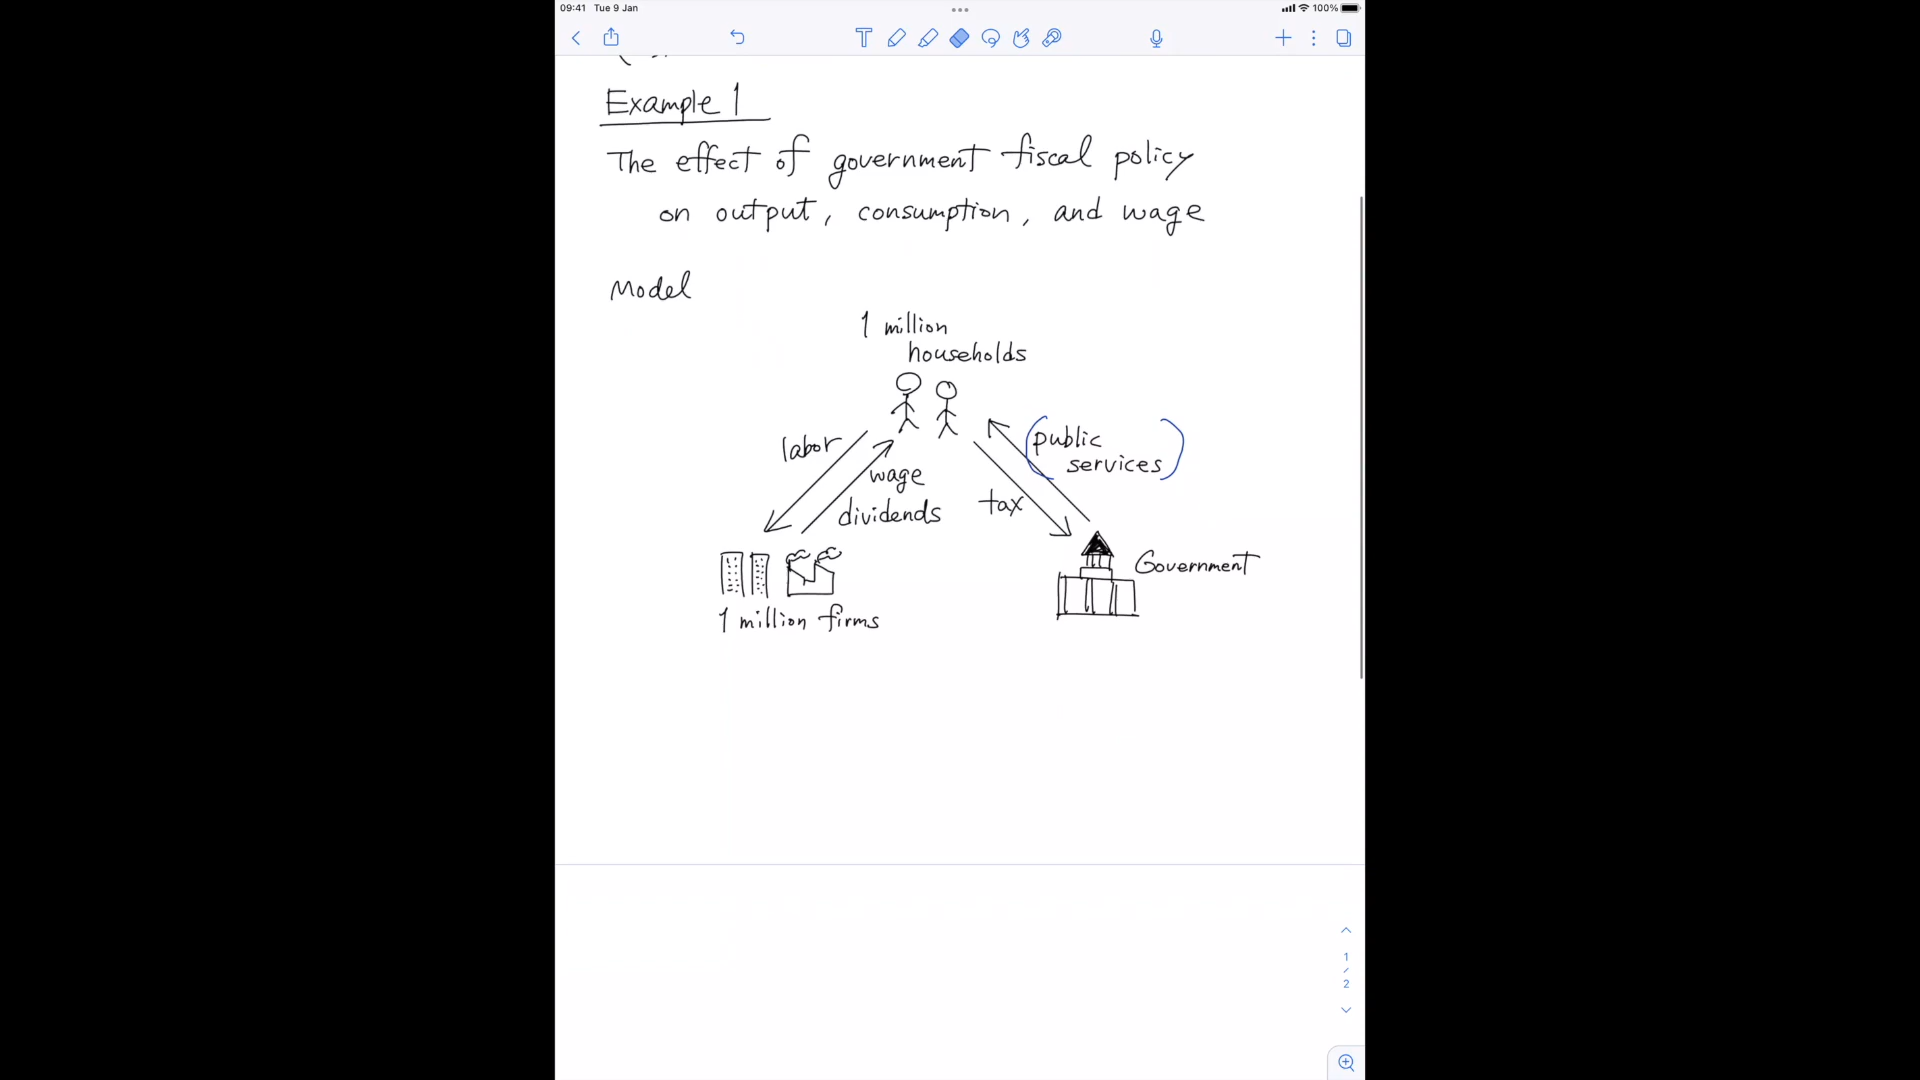 09:41 Tue 9 Jan
100%
Example 1
The effect of government fiscal policy
on output, consumption, and wage
Model
1 million
households
labor
wage
dividends
public
services
tax
Government
1 million firms
1
/
2